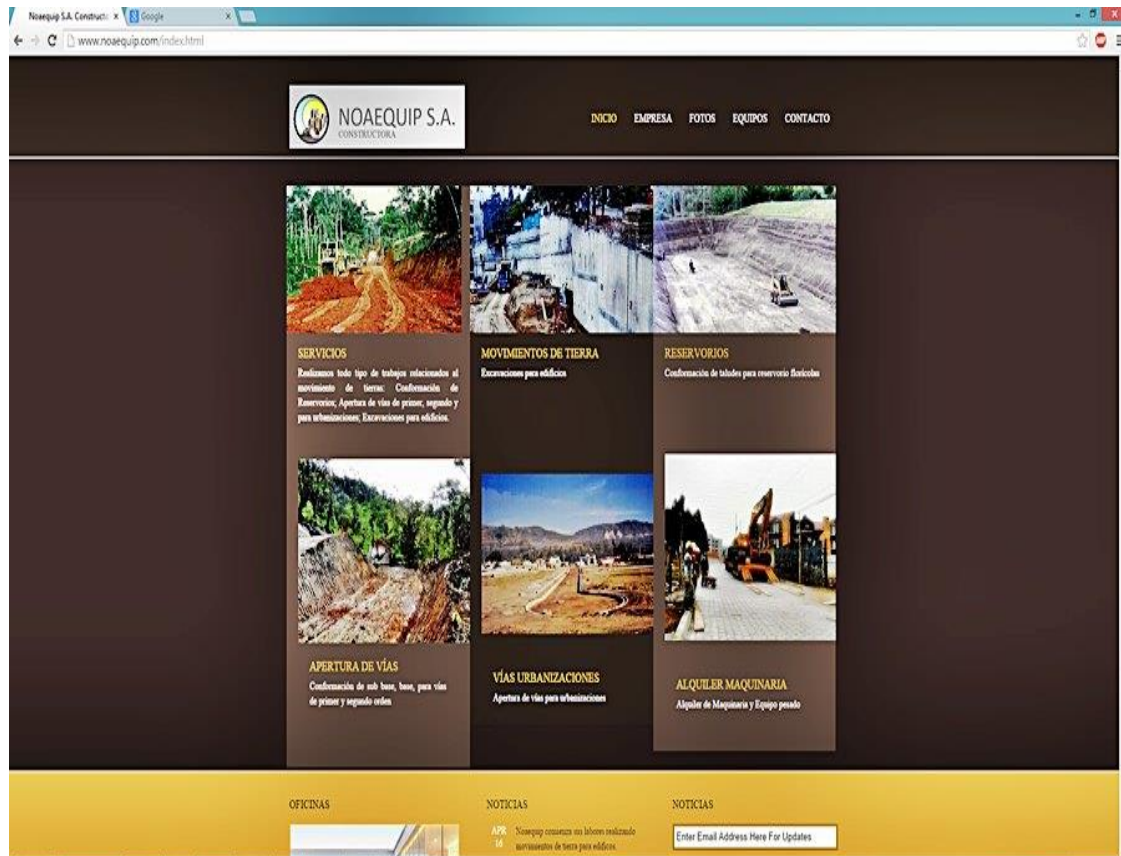 Noaequip S.A. Constructo
Google
www.noaequip.com/index.html
NOAEQUIP S.A.
CONSTRUCTORA
INICIO EMPRESA FOTOS EQUIPOS CONTACTO
SERVICIOS
Realizamos todo tipo de trabajos relacionados al
movimiento de tierras: Conformación de
Reservorios; Apertura de vías de primer, segundo y
para urbanizaciones; Excavaciones para edificios.
MOVIMIENTOS DE TIERRA
Excavaciones para edificios
RESERVORIOS
Conformación de taludes para reservorio florícolas
APERTURA DE VÍAS
Conformación de sub base, base, para vías
de primer y segundo orden
VÍAS URBANIZACIONES
Apertura de vías para urbanizaciones
ALQUILER MAQUINARIA
Alquiler de Maquinaria y Equipo pesado
OFICINAS
NOTICIAS
APR
16
Noaequip comienza sus labores realizando
movimientos de tierra para edificos.
NOTICIAS
Enter Email Address Here For Updates